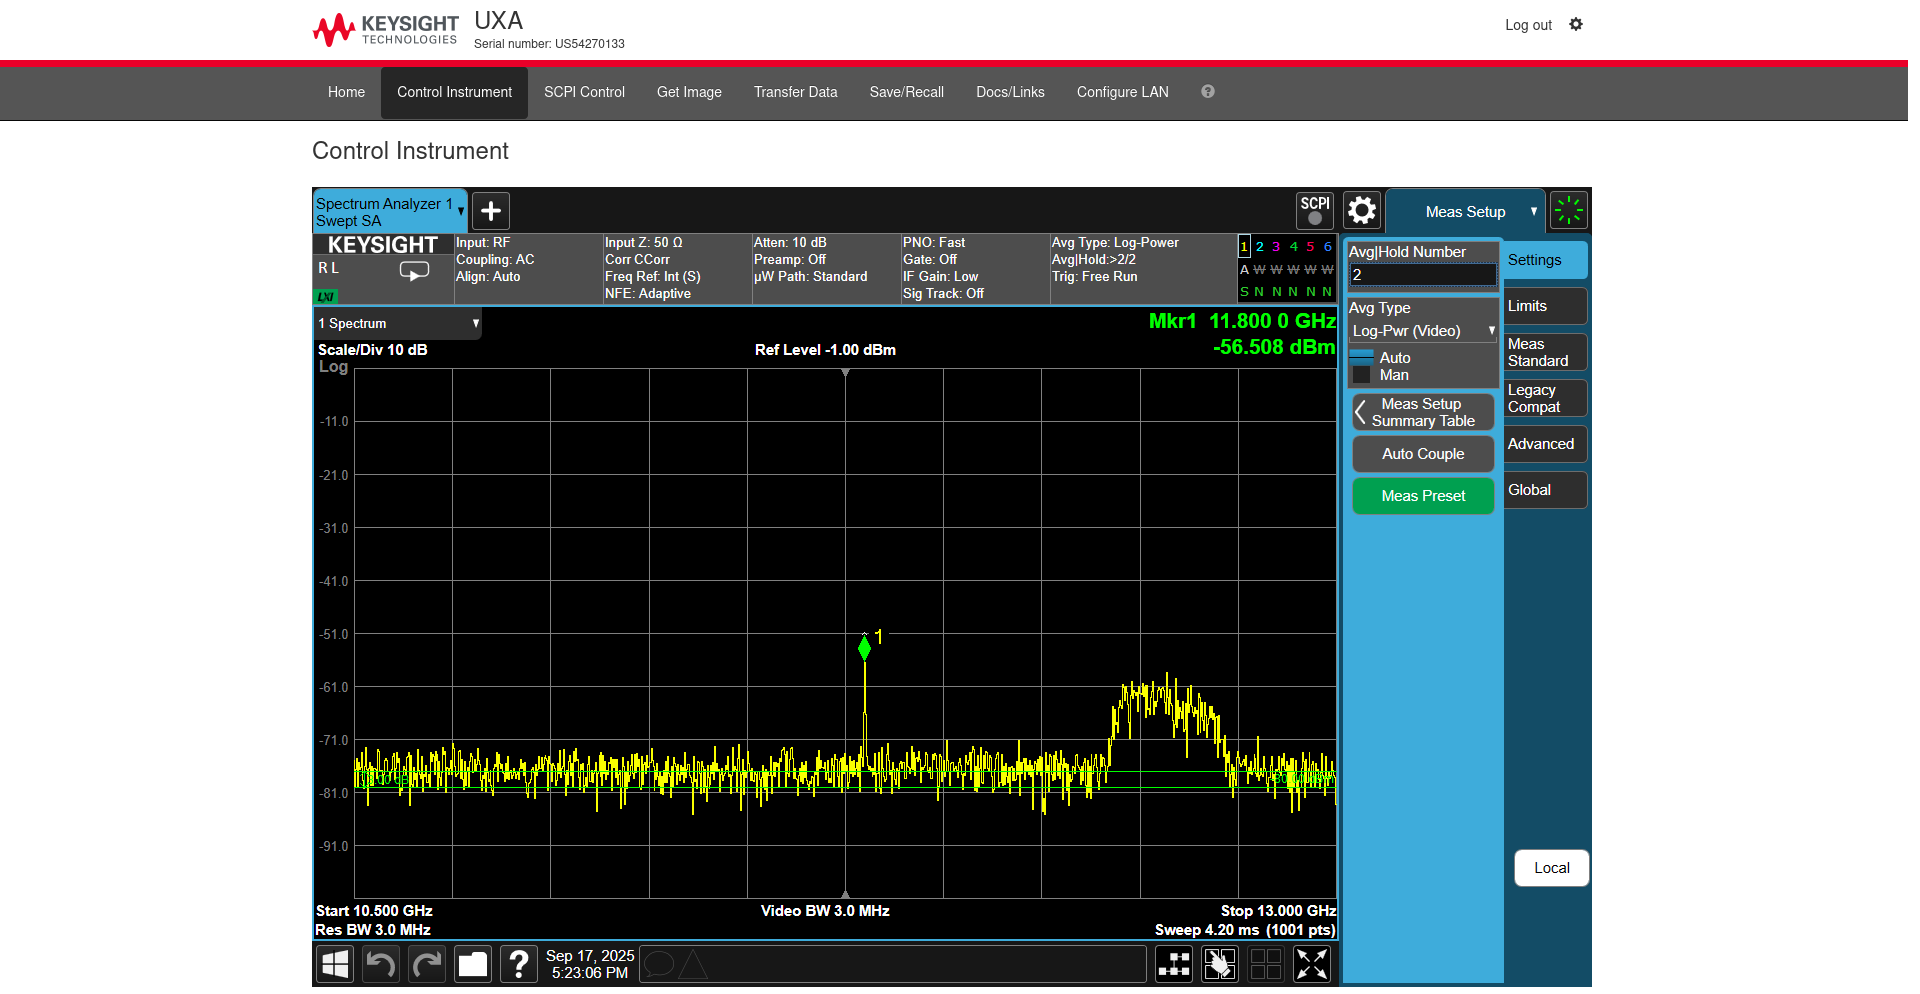 KEYSIGHT
TECHNOLOGIES
UXA
Serial number: US54270133
Log out
Home
Control Instrument
SCPI Control
Get Image
Transfer Data
Save/Recall
Docs/Links
Configure LAN
?
Control Instrument
Spectrum Analyzer 1
Swept SA
SCPI
Meas Setup
KEYSIGHT
R L
LXI
Input: RF
Coupling: AC
Align: Auto
Input Z: 50 Ω
Corr CCorr
Freq Ref: Int (S)
NFE: Adaptive
Atten: 10 dB
Preamp: Off
µW Path: Standard
PNO: Fast
Gate: Off
IF Gain: Low
Sig Track: Off
Avg Type: Log-Power
Avg|Hold:>2/2
Trig: Free Run
1 2 3 4 5 6
A W W W W W
S N N N N N
1 Spectrum
Scale/Div 10 dB
Log
Ref Level -1.00 dBm
Mkr1 11.800 0 GHz
-56.508 dBm
-11.0
-21.0
-31.0
-41.0
-51.0
1
-61.0
-71.0
-81.0
-91.0
Start 10.500 GHz
Video BW 3.0 MHz
Stop 13.000 GHz
Res BW 3.0 MHz
Sweep 4.20 ms (1001 pts)
Avg|Hold Number
2
Avg Type
Log-Pwr (Video)
Auto
Man
Meas Setup
Summary Table
Auto Couple
Meas Preset
Settings
Limits
Meas
Standard
Legacy
Compat
Advanced
Global
Local
?
Sep 17, 2025
5:23:06 PM